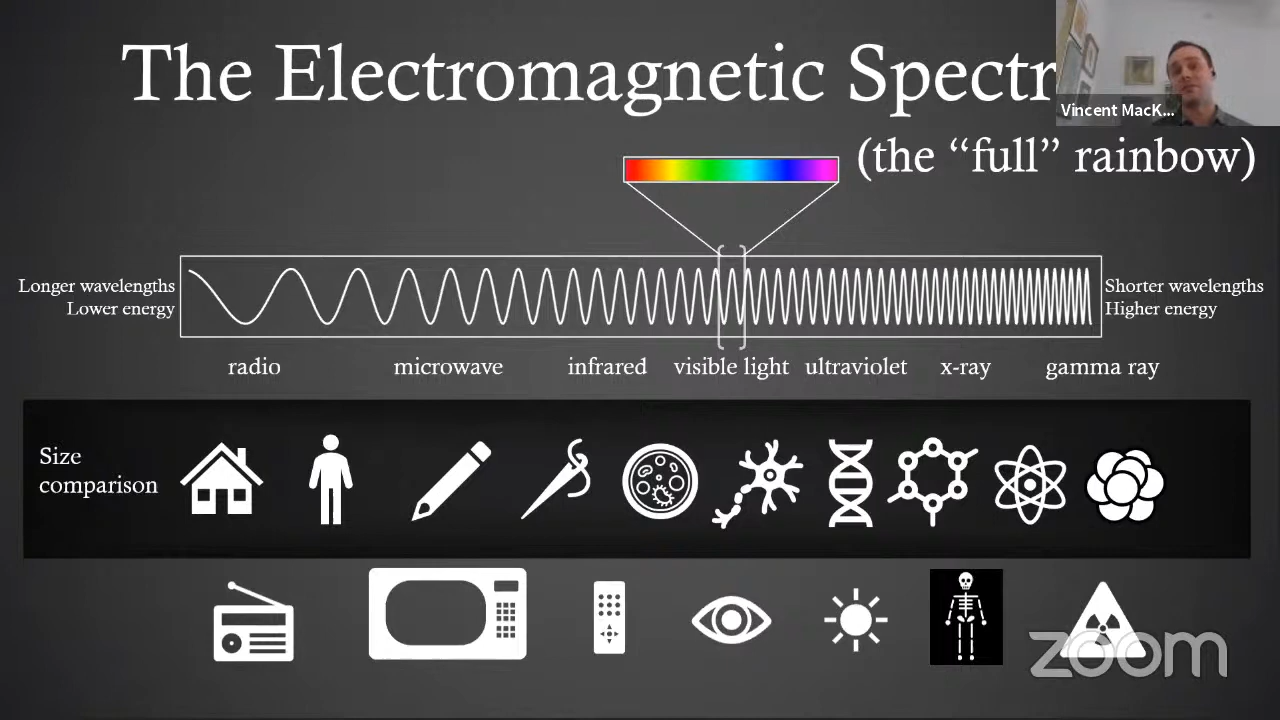 The Electromagnetic Spectr
Vincent MacK...
(the “full” rainbow)
Longer wavelengths
Lower energy
Shorter wavelengths
Higher energy
radio microwave infrared visible light ultraviolet x-ray gamma ray
Size
comparison
zoom